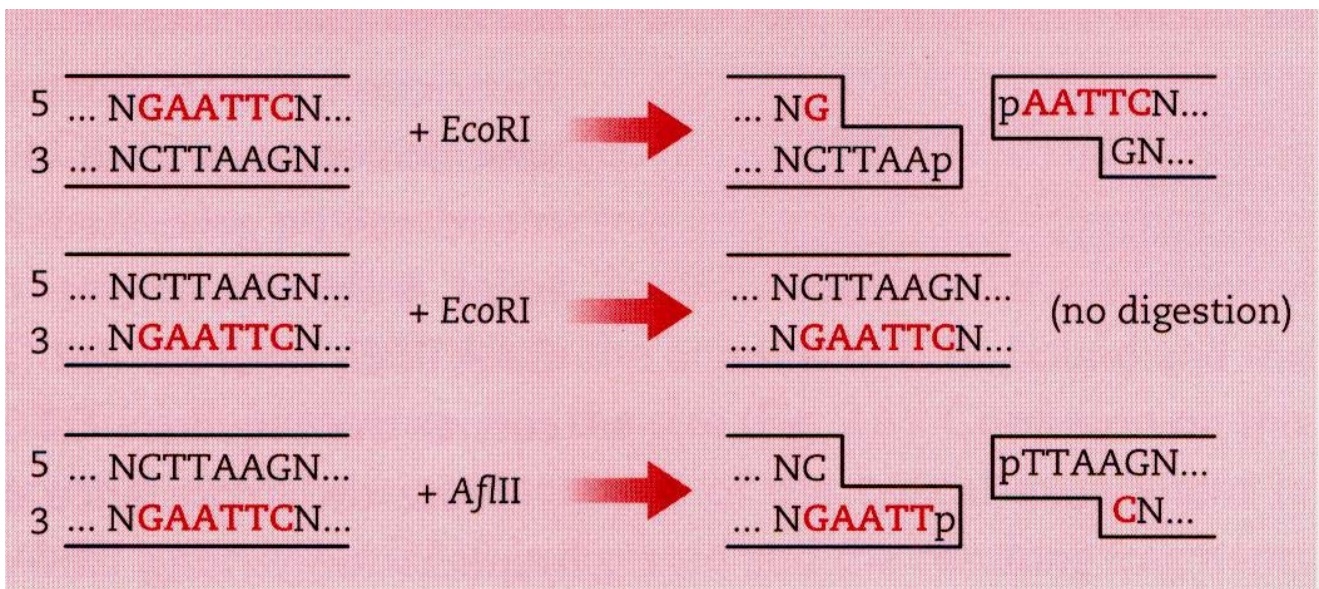 5 ... NGAATTCN... + EcoRI ... NG pAATTCN...
3 ... NCTTAAGN... ... NCTTAAp GN...
5 ... NCTTAAGN... + EcoRI ... NCTTAAGN... (no digestion)
3 ... NGAATTCN... ... NGAATTCN...
5 ... NCTTAAGN... + AflII ... NC pTTAAGN...
3 ... NGAATTCN... ... NGAATTp CN...